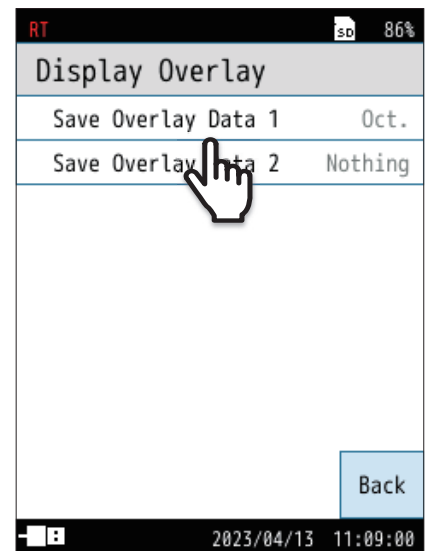 RT SD 86%
Display Overlay
Save Overlay Data 1 Oct.
Save Overlay Data 2 Nothing
Back
2023/04/13 11:09:00